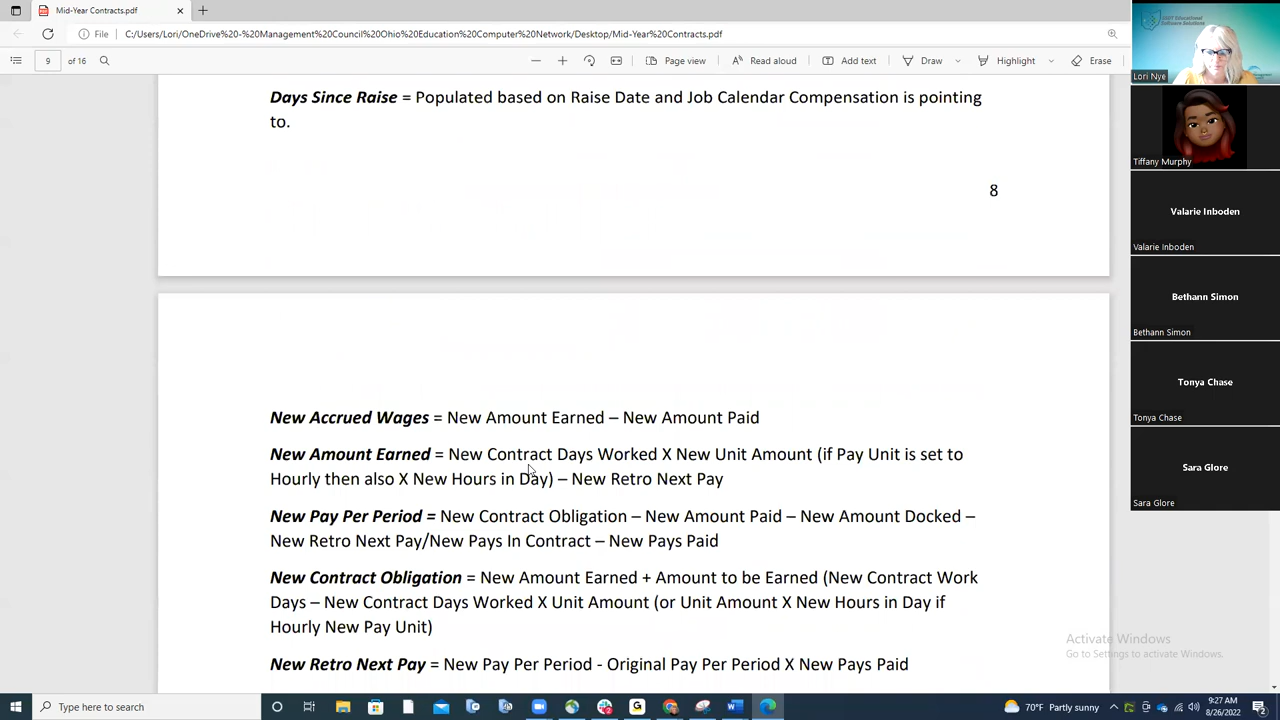 Mid-Year Contracts.pdf
File
C:/Users/Lori/OneDrive%20-%20Management%20Council%20Ohio%20Education%20Computer%20Network/Desktop/Mid-Year%20Contracts.pdf
9 of 16
Page view
Read aloud
Add text
Draw
Highlight
Erase
Days Since Raise = Populated based on Raise Date and Job Calendar Compensation is pointing
to.
8
New Accrued Wages = New Amount Earned – New Amount Paid
New Amount Earned = New Contract Days Worked X New Unit Amount (if Pay Unit is set to
Hourly then also X New Hours in Day) – New Retro Next Pay
New Pay Per Period = New Contract Obligation – New Amount Paid – New Amount Docked –
New Retro Next Pay/New Pays In Contract – New Pays Paid
New Contract Obligation = New Amount Earned + Amount to be Earned (New Contract Work
Days – New Contract Days Worked X Unit Amount (or Unit Amount X New Hours in Day if
Hourly New Pay Unit)
New Retro Next Pay = New Pay Per Period - Original Pay Per Period X New Pays Paid
Lori Nye
Tiffany Murphy
Valarie Inboden
Valarie Inboden
Bethann Simon
Bethann Simon
Tonya Chase
Tonya Chase
Sara Glore
Sara Glore
Activate Windows
Go to Settings to activate Windows.
Type here to search
70°F Partly sunny
9:27 AM
8/26/2022
2